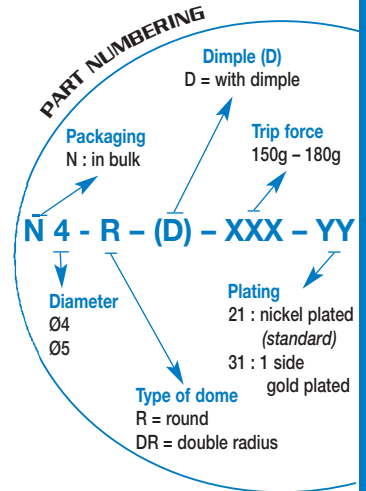 PART NUMBERING
Dimple (D)
D = with dimple
Packaging
N : in bulk
Trip force
150g – 180g
N 4 - R – (D) – XXX – YY
Diameter
Ø4
Ø5
Plating
21 : nickel plated
(standard)
31 : 1 side
gold plated
Type of dome
R = round
DR = double radius